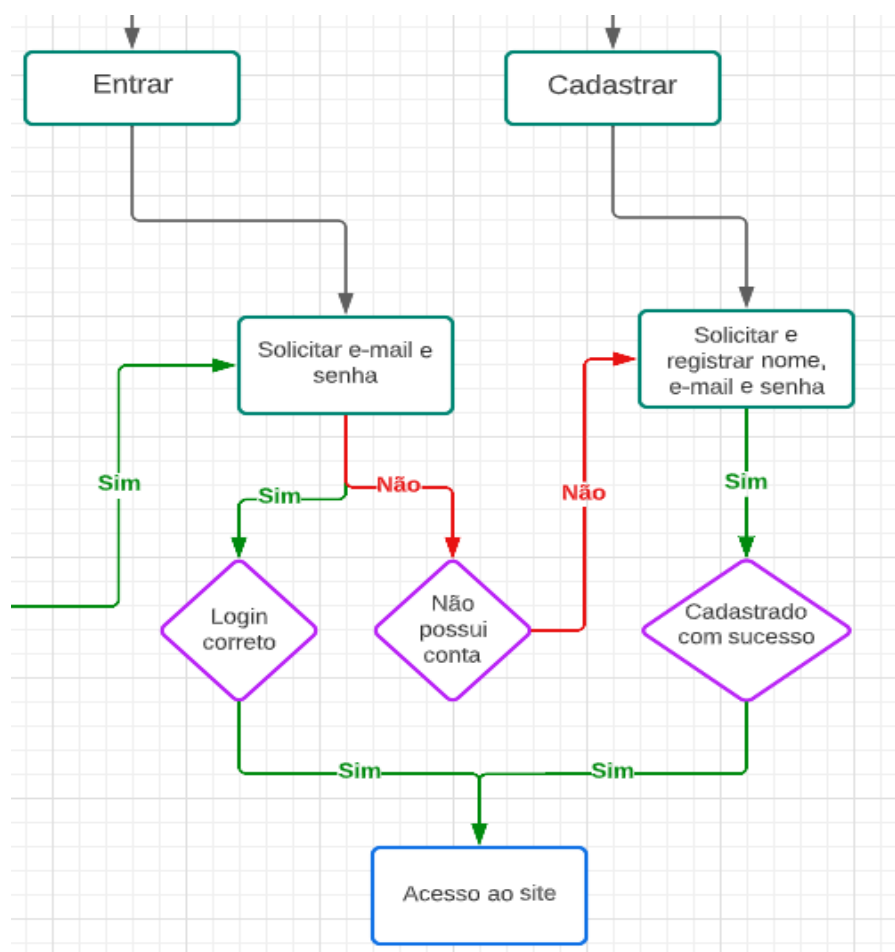 Entrar
Cadastrar
Solicitar e-mail e
senha
Solicitar e
registrar nome,
e-mail e senha
Sim
Sim
Não
Não
Sim
Login
correto
Não
possui
conta
Cadastrado
com sucesso
Sim
Sim
Acesso ao site